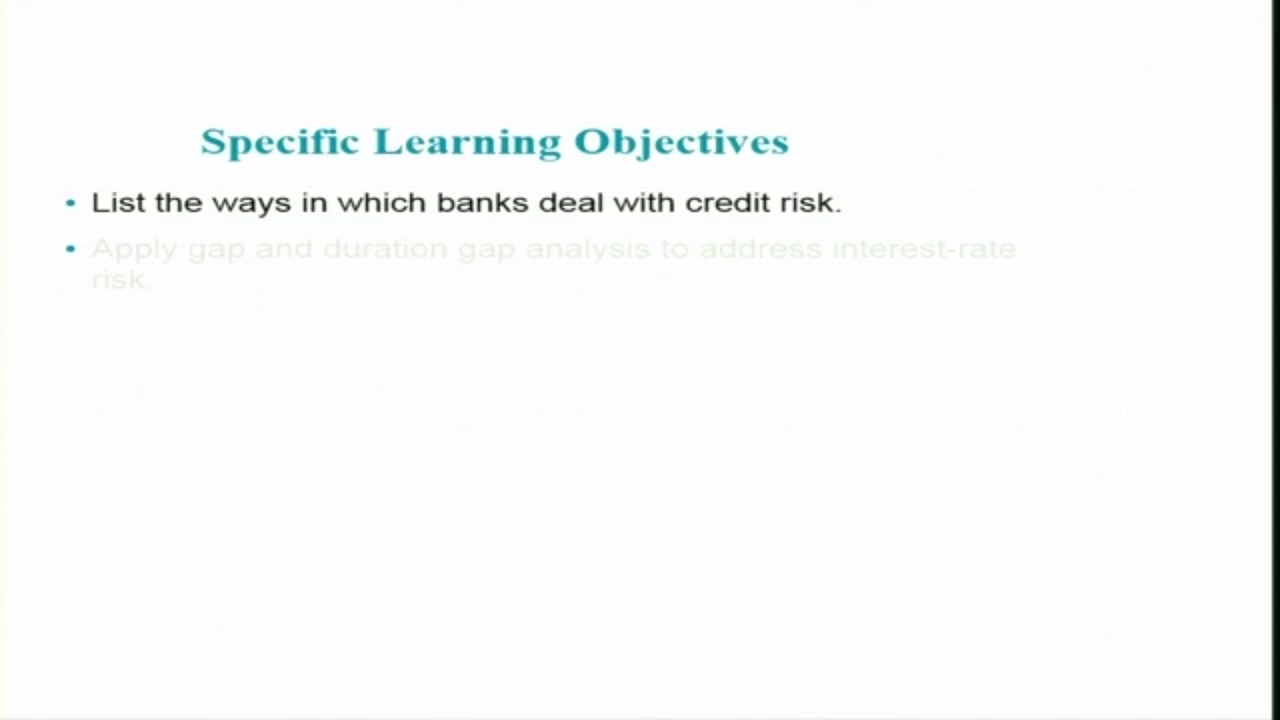 Specific Learning Objectives
• List the ways in which banks deal with credit risk.
• Apply gap and duration gap analysis to address interest-rate
risk.